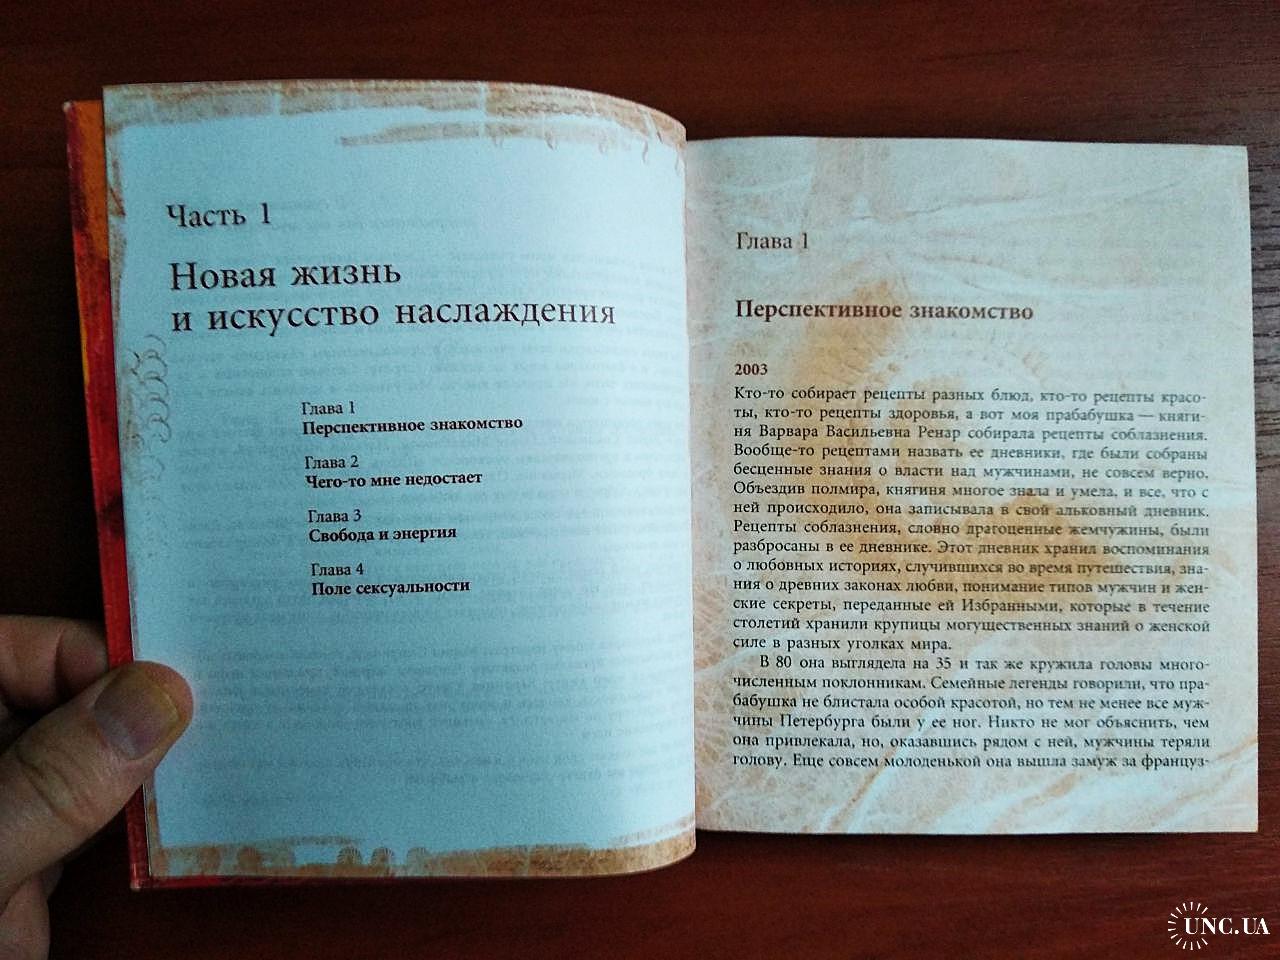 Часть 1
Новая жизнь
и искусство наслаждения
Глава 1
Перспективное знакомство
Глава 2
Чего-то мне недостает
Глава 3
Свобода и энергия
Глава 4
Поле сексуальности
Глава 1
Перспективное знакомство
2003
Кто-то собирает рецепты разных блюд, кто-то рецепты красо-
ты, кто-то рецепты здоровья, а вот моя прабабушка — княги-
ня Варвара Васильевна Ренар собирала рецепты соблазнения.
Вообще-то рецептами назвать ее дневники, где были собраны
бесценные знания о власти над мужчинами, не совсем верно.
Объездив полмира, княгиня многое знала и умела, и все, что с
ней происходило, она записывала в свой альковный дневник.
Рецепты соблазнения, словно драгоценные жемчужины, были
разбросаны в ее дневнике. Этот дневник хранил воспоминания
о любовных историях, случившихся во время путешествия, зна-
ния о древних законах любви, понимание типов мужчин и жен-
ские секреты, переданные ей Избранными, которые в течение
столетий хранили крупицы могущественных знаний о женской
силе в разных уголках мира.
В 80 она выглядела на 35 и так же кружила головы много-
численным поклонникам. Семейные легенды говорили, что пра-
бабушка не блистала особой красотой, но тем не менее все муж-
чины Петербурга были у ее ног. Никто не мог объяснить, чем
она привлекала, но, оказавшись рядом с ней, мужчины теряли
голову. Еще совсем молоденькой она вышла замуж за француз-
UNC.UA